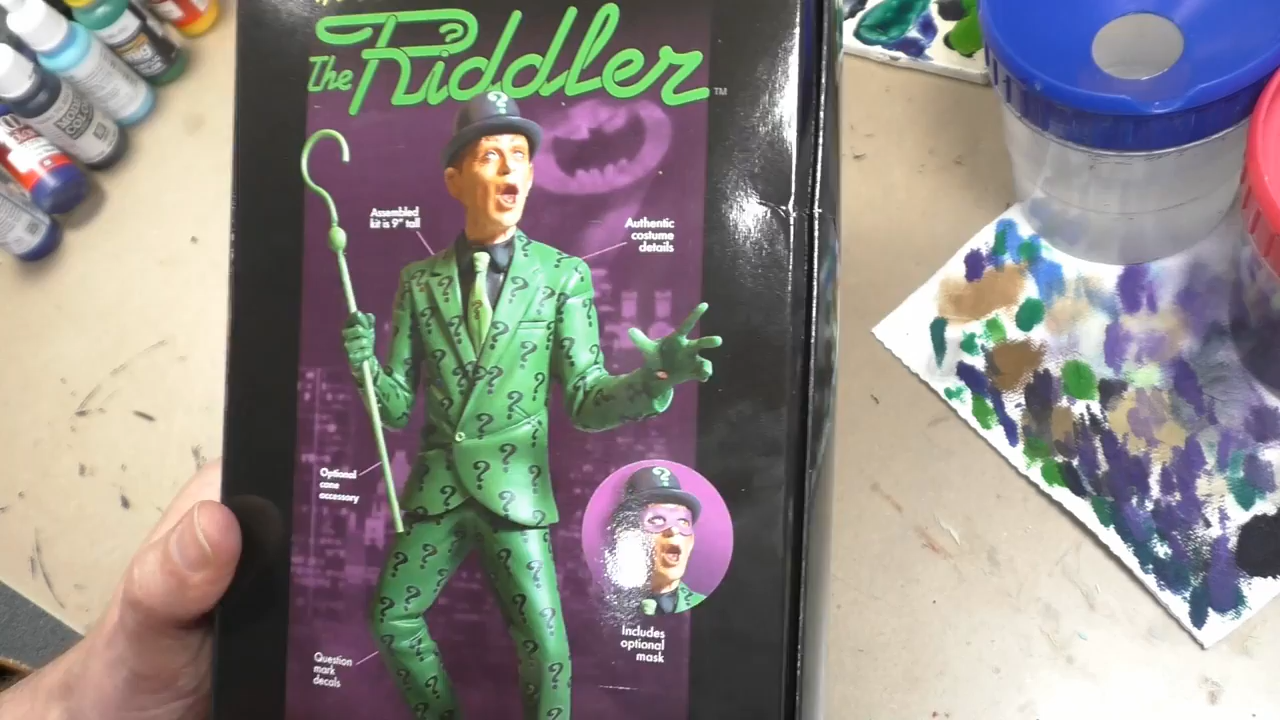 The Riddler TM
Assembled
kit is 9" tall
Authentic
costume
details
Optional
cane
accessory
Includes
optional
mask
Question
mark
decals